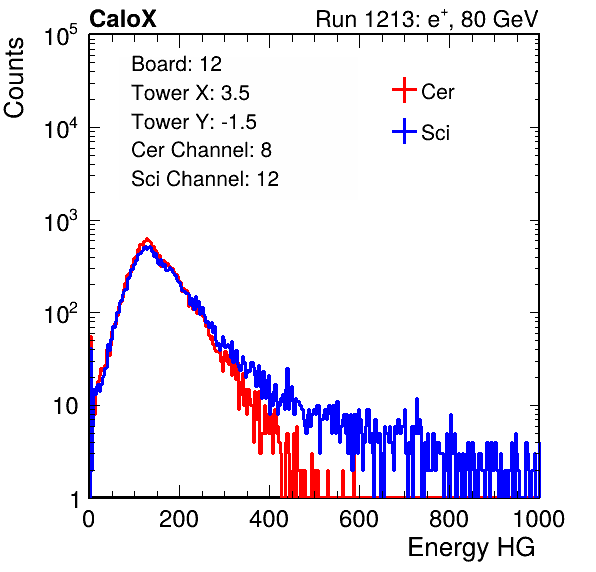 CaloX Run 1213: e⁺, 80 GeV
Counts
10⁵
10⁴
10³
10²
10
1
Board: 12
Tower X: 3.5
Tower Y: -1.5
Cer Channel: 8
Sci Channel: 12
Cer
Sci
0 200 400 600 800 1000
Energy HG